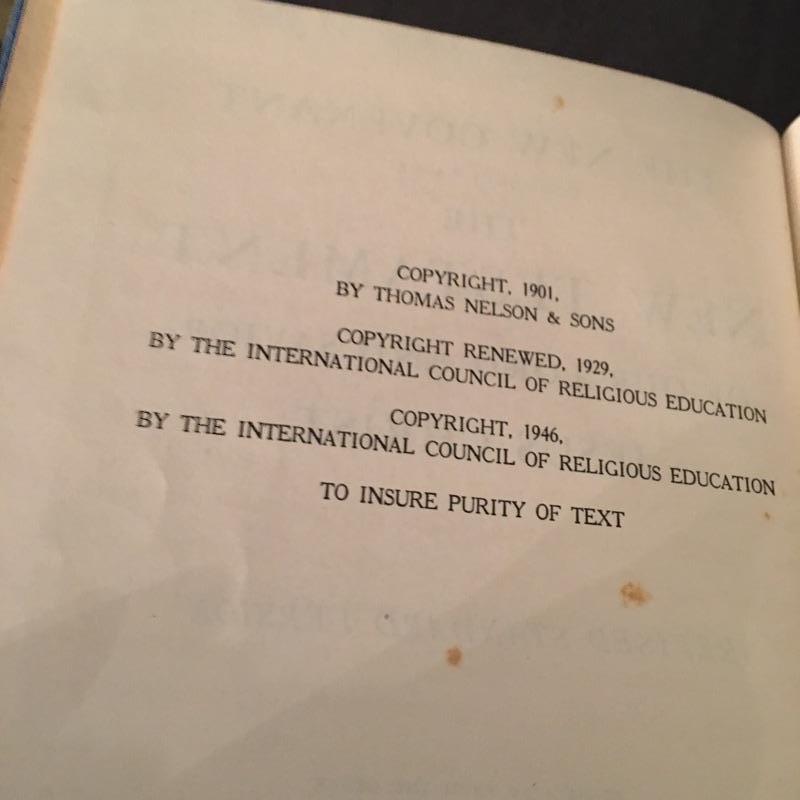 COPYRIGHT, 1901,
BY THOMAS NELSON & SONS
COPYRIGHT RENEWED, 1929,
BY THE INTERNATIONAL COUNCIL OF RELIGIOUS EDUCATION
COPYRIGHT, 1946,
BY THE INTERNATIONAL COUNCIL OF RELIGIOUS EDUCATION
TO INSURE PURITY OF TEXT